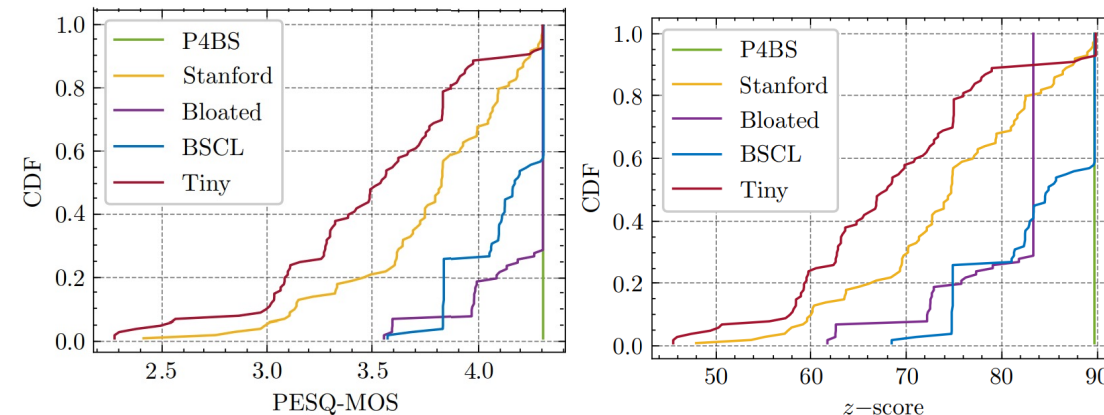 1.0
0.8
0.6
0.4
0.2
0.0
CDF
P4BS
Stanford
Bloated
BSCL
Tiny
2.5 3.0 3.5 4.0
PESQ-MOS
1.0
0.8
0.6
0.4
0.2
0.0
CDF
P4BS
Stanford
Bloated
BSCL
Tiny
50 60 70 80 90
z−score